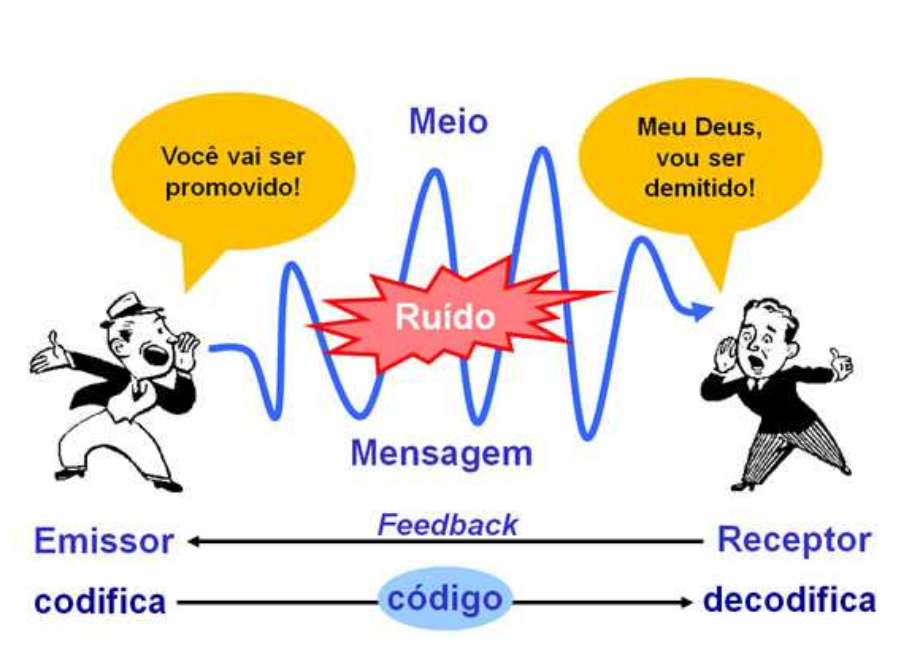 Meio
Você vai ser
promovido!
Meu Deus,
vou ser
demitido!
Ruído
Mensagem
Emissor
Feedback
Receptor
codifica
código
decodifica